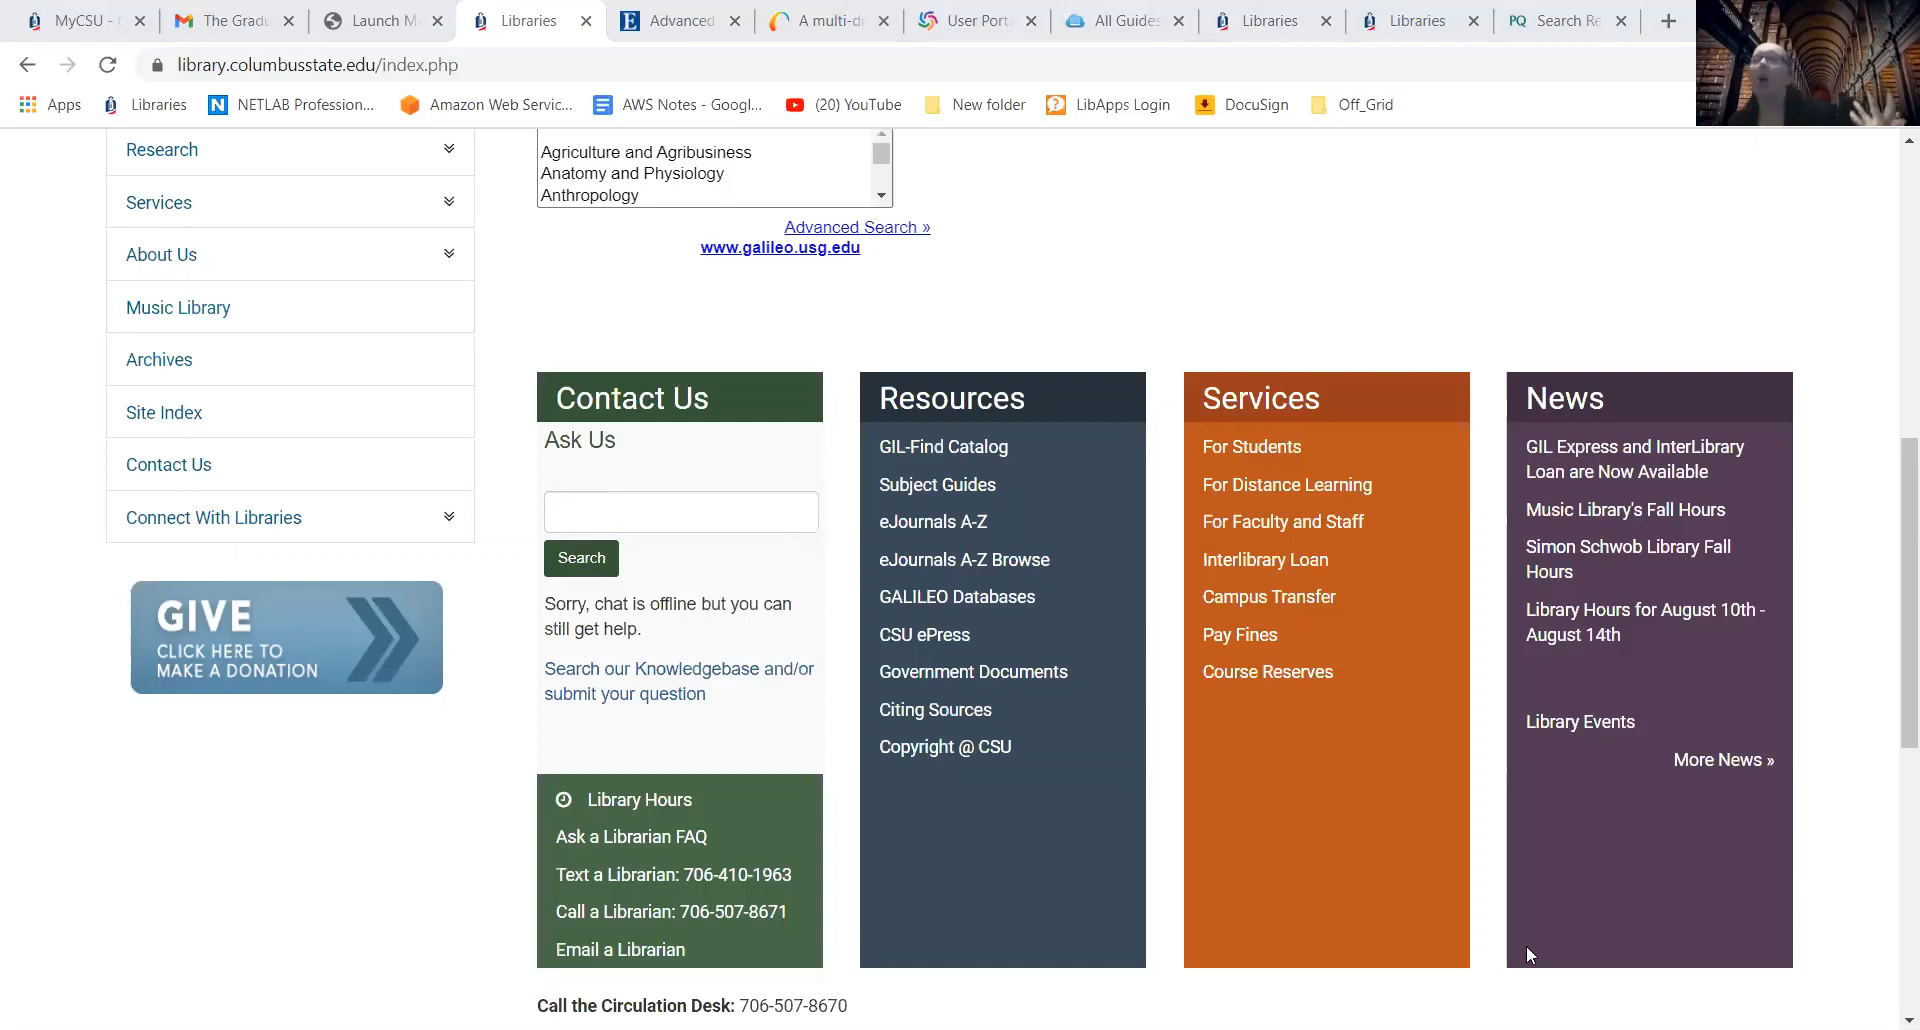 MyCSU - C
The Gradu
Launch M
Libraries
Advanced
A multi-di
User Porta
All Guides
Libraries
Libraries
PQ Search Re
library.columbusstate.edu/index.php
Apps
Libraries
NETLAB Profession...
Amazon Web Servic...
AWS Notes - Googl...
(20) YouTube
New folder
LibApps Login
DocuSign
Off_Grid
Research
Services
About Us
Music Library
Archives
Site Index
Contact Us
Connect With Libraries
GIVE
CLICK HERE TO
MAKE A DONATION
Agriculture and Agribusiness
Anatomy and Physiology
Anthropology
Advanced Search »
www.galileo.usg.edu
Contact Us
Ask Us
Search
Sorry, chat is offline but you can
still get help.
Search our Knowledgebase and/or
submit your question
Library Hours
Ask a Librarian FAQ
Text a Librarian: 706-410-1963
Call a Librarian: 706-507-8671
Email a Librarian
Resources
GIL-Find Catalog
Subject Guides
eJournals A-Z
eJournals A-Z Browse
GALILEO Databases
CSU ePress
Government Documents
Citing Sources
Copyright @ CSU
Services
For Students
For Distance Learning
For Faculty and Staff
Interlibrary Loan
Campus Transfer
Pay Fines
Course Reserves
News
GIL Express and InterLibrary
Loan are Now Available
Music Library's Fall Hours
Simon Schwob Library Fall
Hours
Library Hours for August 10th -
August 14th
Library Events
More News »
Call the Circulation Desk: 706-507-8670